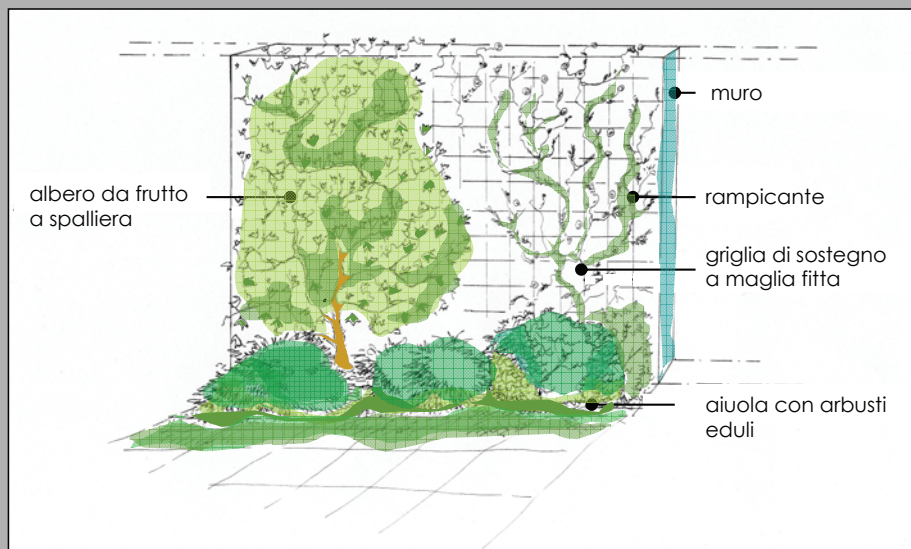 muro
albero da frutto
a spalliera
rampicante
griglia di sostegno
a maglia fitta
aiuola con arbusti
eduli